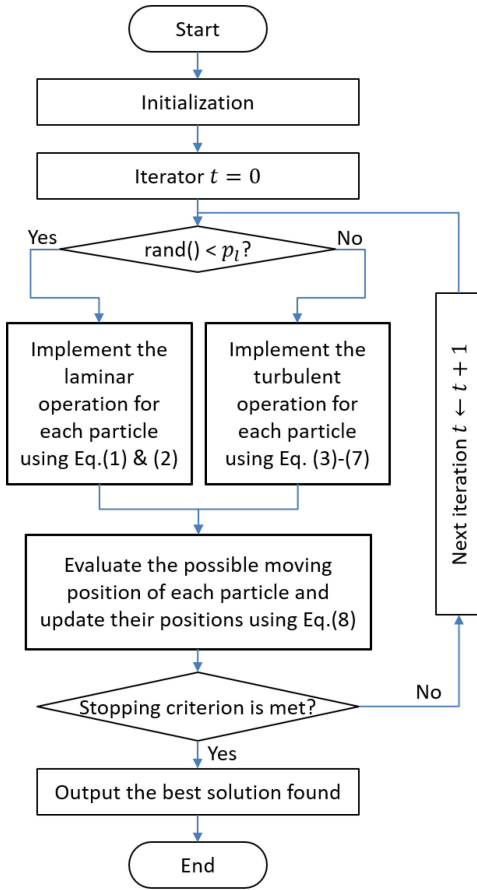 Start
Initialization
Iterator t = 0
rand() < pₗ?
Yes
No
Implement the
laminar
operation for
each particle
using Eq.(1) & (2)
Implement the
turbulent
operation for
each particle
using Eq. (3)-(7)
Next iteration t ← t + 1
Evaluate the possible moving
position of each particle and
update their positions using Eq.(8)
Stopping criterion is met?
No
Yes
Output the best solution found
End